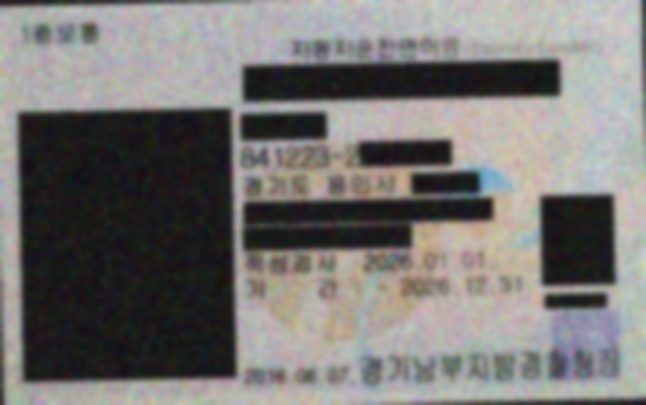 1종보통
자동차운전면허증
841223-2
경기도 용인시
적성검사 2026.01.01.
기 간 - 2026.12.31
2016.06.07. 경기남부지방경찰청장